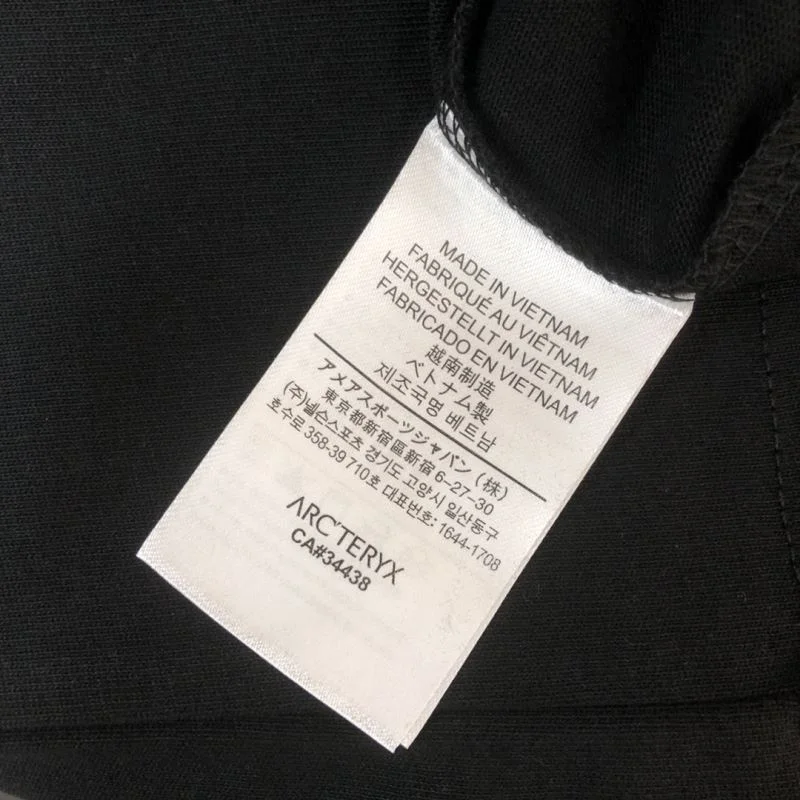 MADE IN VIETNAM
FABRIQUÉ AU VIÊTNAM
HERGESTELLT IN VIETNAM
FABRICADO EN VIETNAM
越南制造
ベトナム製
제조국명 베트남
アメアスポーツジャパン (株)
東京都新宿區新宿 6-27-30
(주)넬슨스포츠 경기도 고양시 일산동구
호수로 358-39 710호 대표번호: 1644-1708
ARC'TERYX
CA#34438